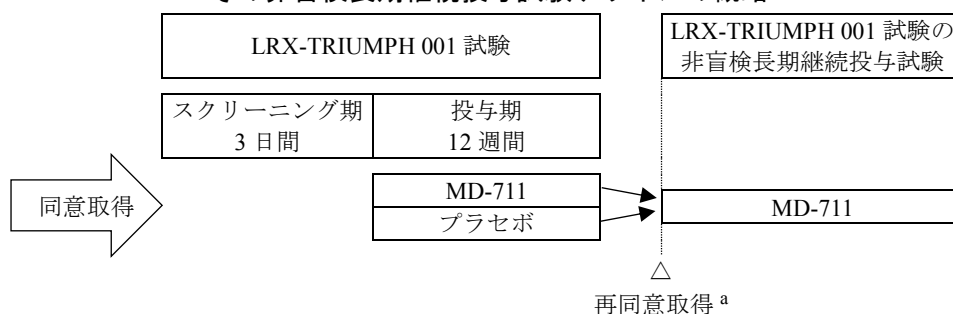 LRX-TRIUMPH 001 試験
LRX-TRIUMPH 001 試験の
非盲検長期継続投与試験
スクリーニング期
3 日間
投与期
12 週間
同意取得
MD-711
プラセボ
MD-711
△
再同意取得 a